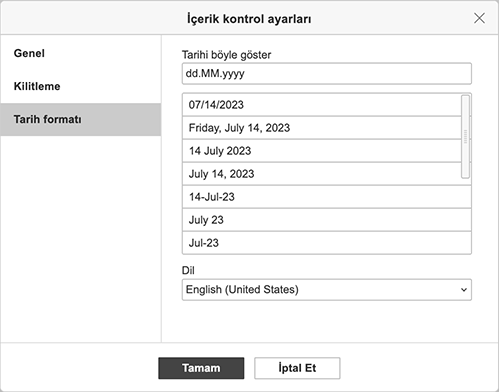 İçerik kontrol ayarları
Genel
Kilitleme
Tarih formatı
Tarihi böyle göster
dd.MM.yyyy
07/14/2023
Friday, July 14, 2023
14 July 2023
July 14, 2023
14-Jul-23
July 23
Jul-23
Dil
English (United States)
Tamam
İptal Et